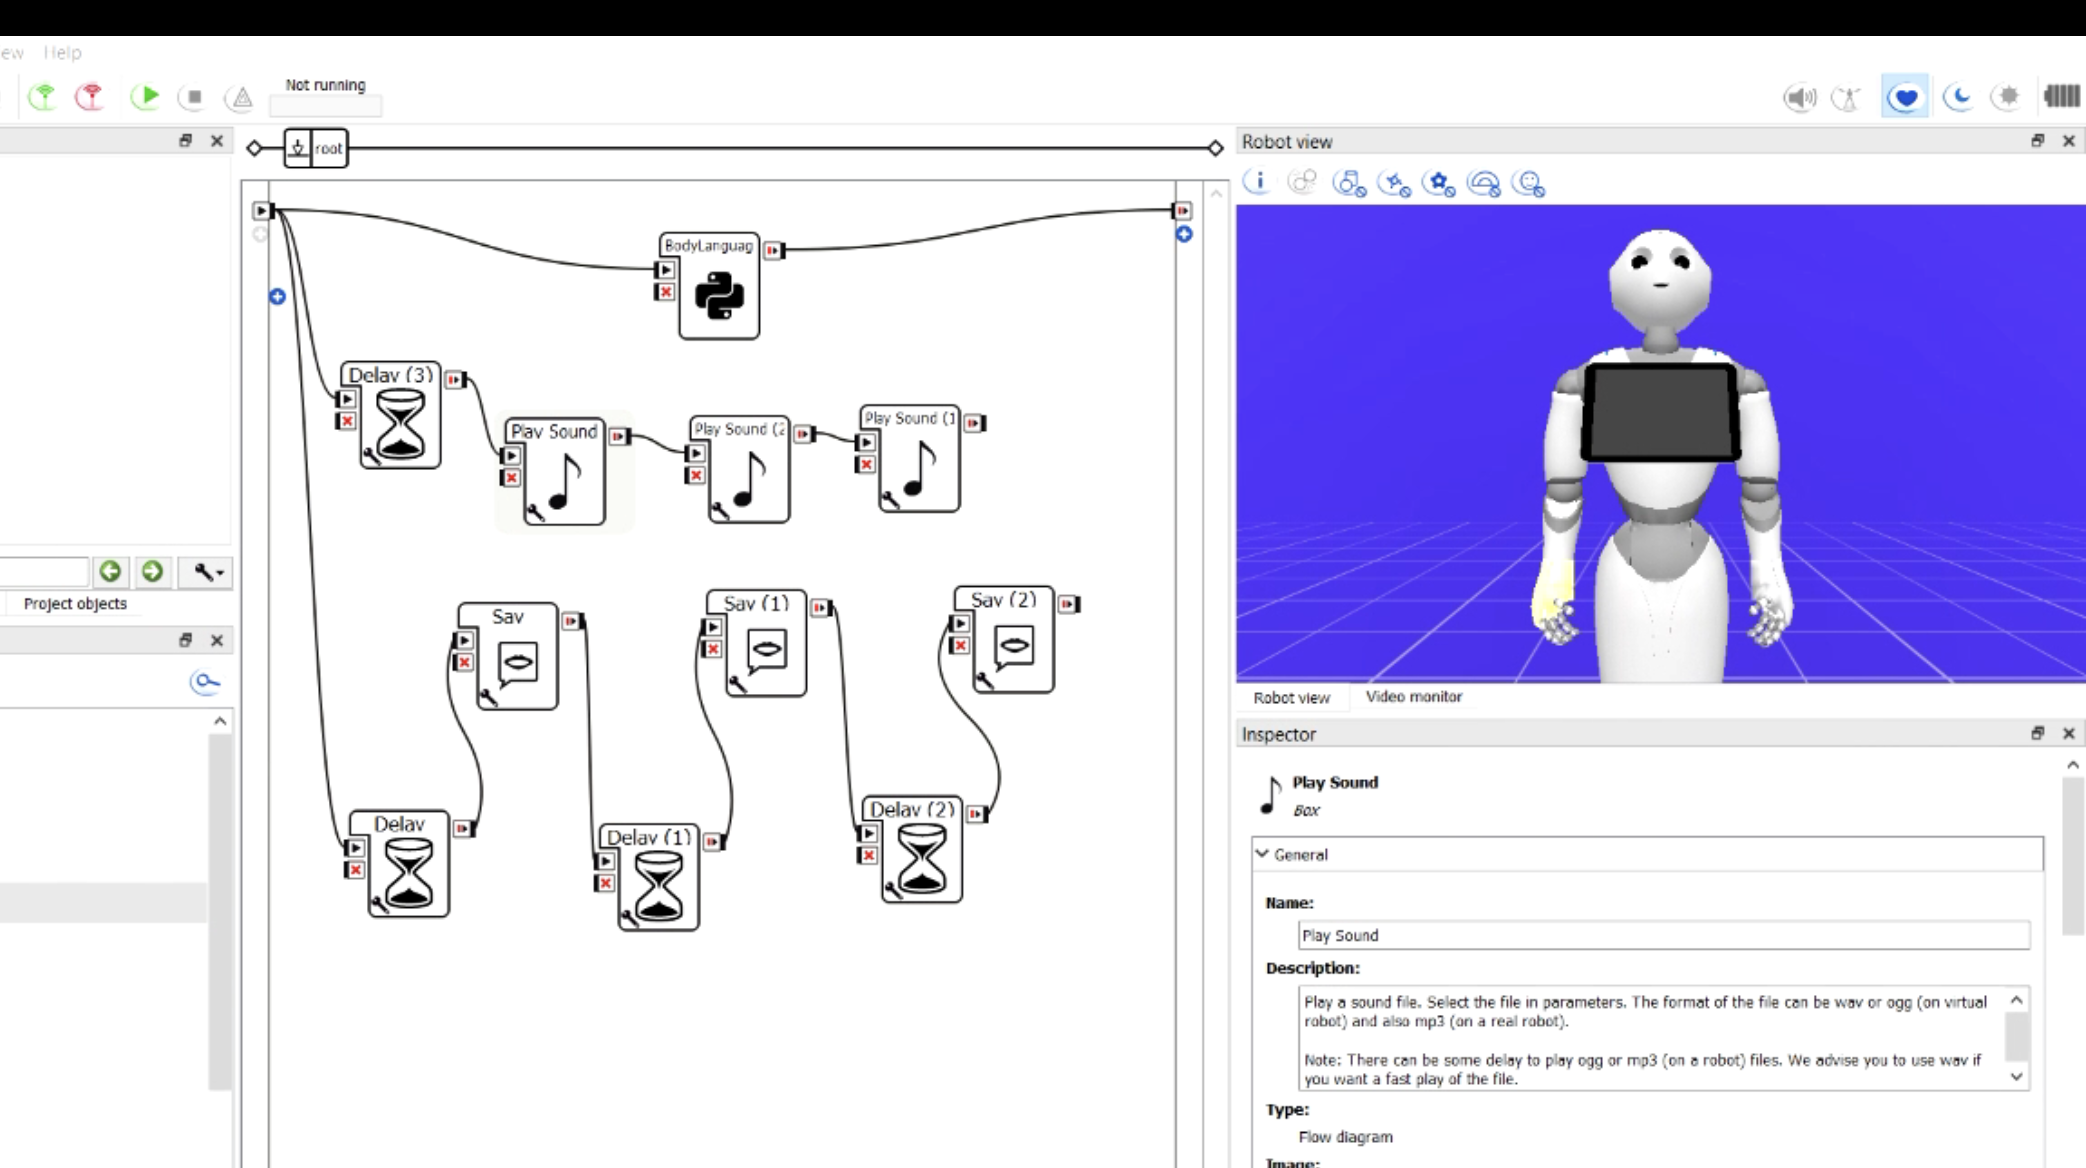 ew Help
Not running
root
BodyLanguag
Delay (3)
Play Sound
Play Sound (2
Play Sound (1
Say
Say (1)
Say (2)
Delay
Delay (1)
Delay (2)
Project objects
Robot view
Robot view Video monitor
Inspector
Play Sound
Box
General
Name:
Play Sound
Description:
Play a sound file. Select the file in parameters. The format of the file can be wav or ogg (on virtual
robot) and also mp3 (on a real robot).
Note: There can be some delay to play ogg or mp3 (on a robot) files. We advise you to use wav if
you want a fast play of the file.
Type:
Flow diagram
Image: